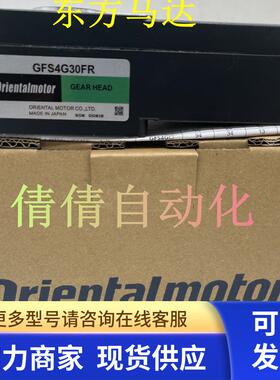 东方马达
GFS4G30FR
Orientalmotor
GEAR HEAD
ORIENTAL MOTOR CO.,LTD.
MADE IN JAPAN
倩倩自动化
Orientalmotor
更多型号请咨询在线客服
力商家 现货供应